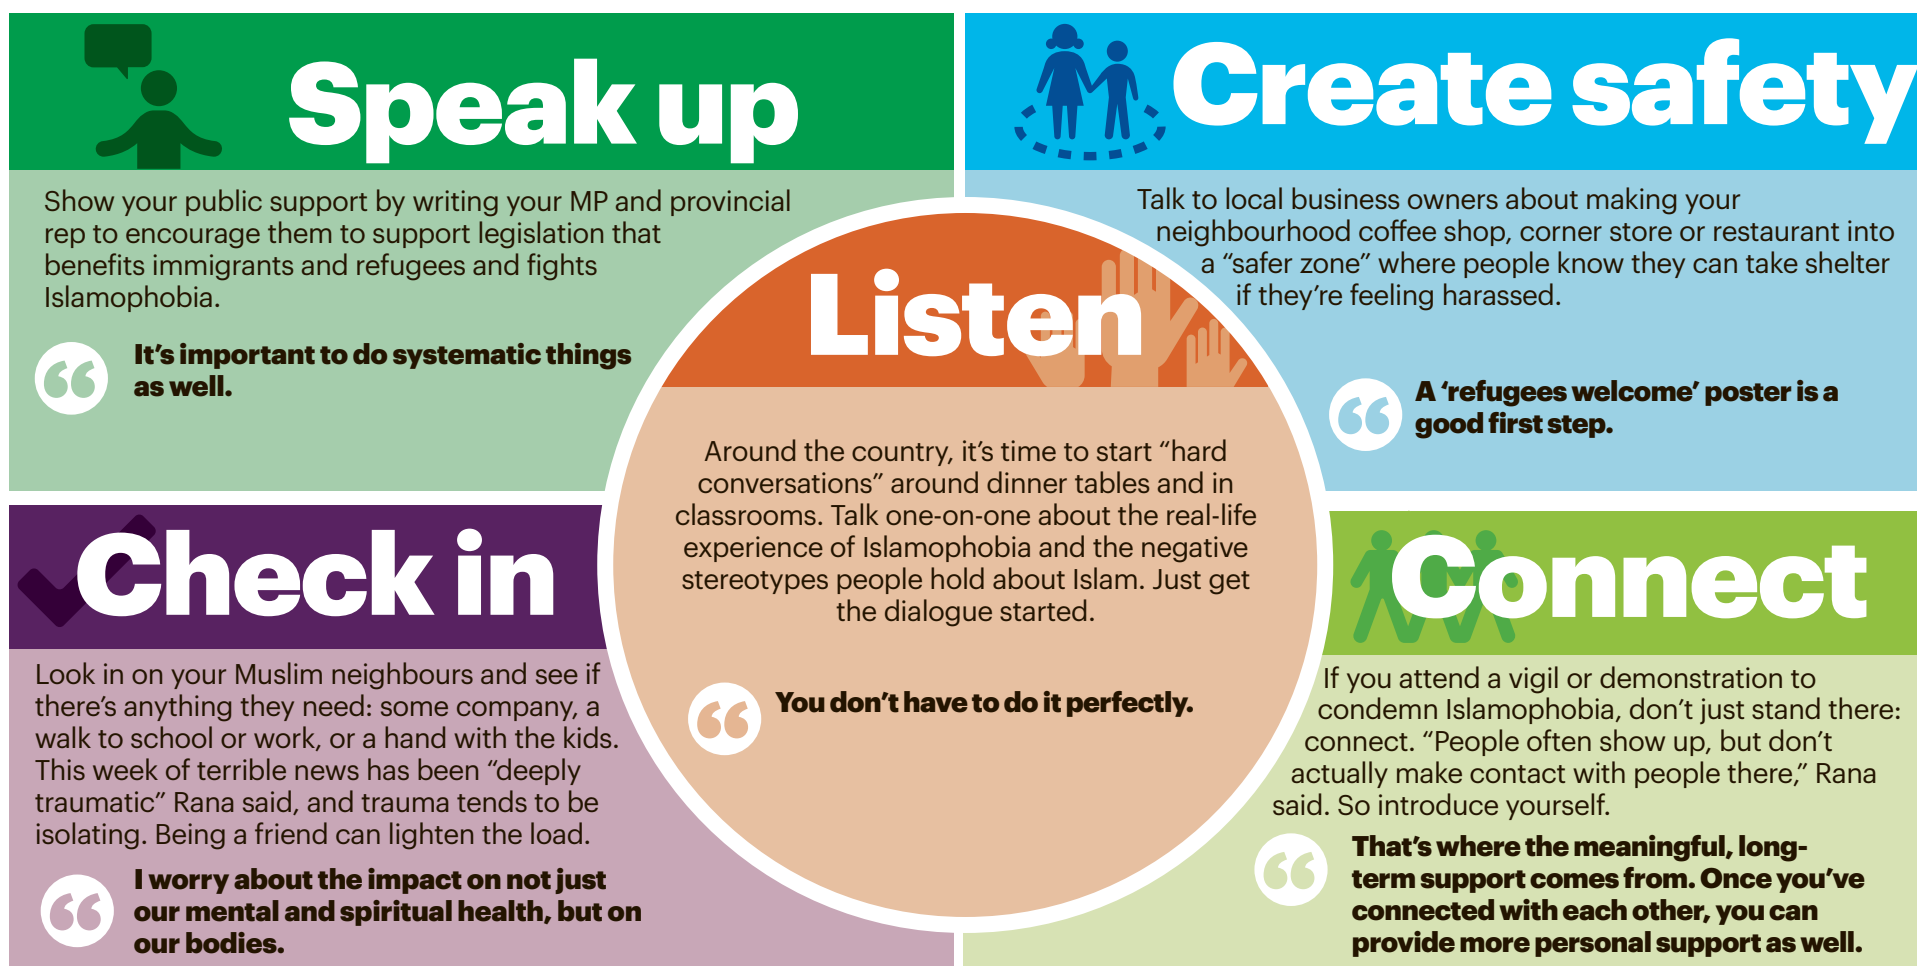 Speak up
Show your public support by writing your MP and provincial
rep to encourage them to support legislation that
benefits immigrants and refugees and fights
Islamophobia.
“
It’s important to do systematic things
as well.
Create safety
Talk to local business owners about making your
neighbourhood coffee shop, corner store or restaurant into
a “safer zone” where people know they can take shelter
if they’re feeling harassed.
“
A ‘refugees welcome’ poster is a
good first step.
Listen
Around the country, it’s time to start “hard
conversations” around dinner tables and in
classrooms. Talk one-on-one about the real-life
experience of Islamophobia and the negative
stereotypes people hold about Islam. Just get
the dialogue started.
“
You don’t have to do it perfectly.
Check in
Look in on your Muslim neighbours and see if
there’s anything they need: some company, a
walk to school or work, or a hand with the kids.
This week of terrible news has been “deeply
traumatic” Rana said, and trauma tends to be
isolating. Being a friend can lighten the load.
“
I worry about the impact on not just
our mental and spiritual health, but on
our bodies.
Connect
If you attend a vigil or demonstration to
condemn Islamophobia, don’t just stand there:
connect. “People often show up, but don’t
actually make contact with people there,” Rana
said. So introduce yourself.
“
That’s where the meaningful, long-
term support comes from. Once you’ve
connected with each other, you can
provide more personal support as well.